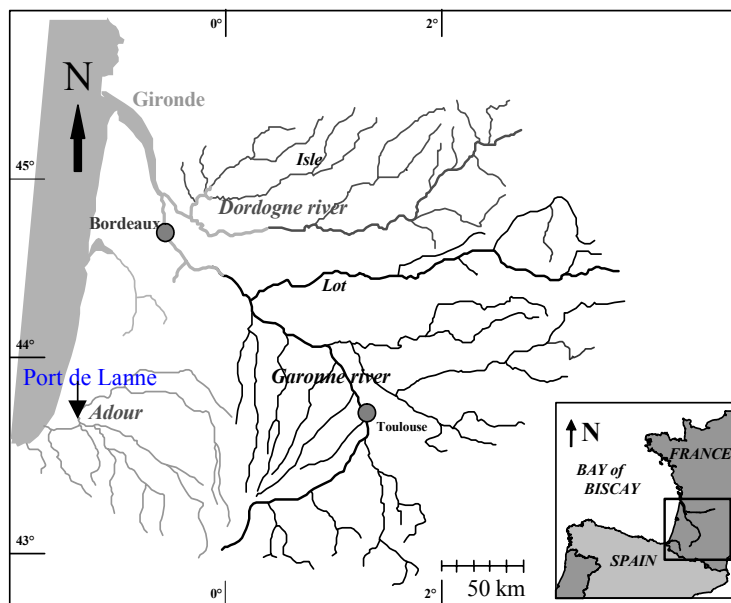 0°
2°
N
Gironde
Isle
45°
Dordogne river
Bordeaux
Lot
44°
Port de Lanne
Garonne river
Adour
Toulouse
N
FRANCE
BAY of
BISCAY
43°
SPAIN
50 km
0°
2°